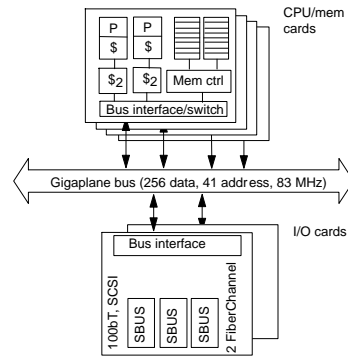 CPU/mem
cards
P
P
$
$
$2
$2
Mem ctrl
Bus interface/switch
Gigaplane bus (256 data, 41 address, 83 MHz)
I/O cards
Bus interface
100bT, SCSI
SBUS
SBUS
SBUS
2 FiberChannel